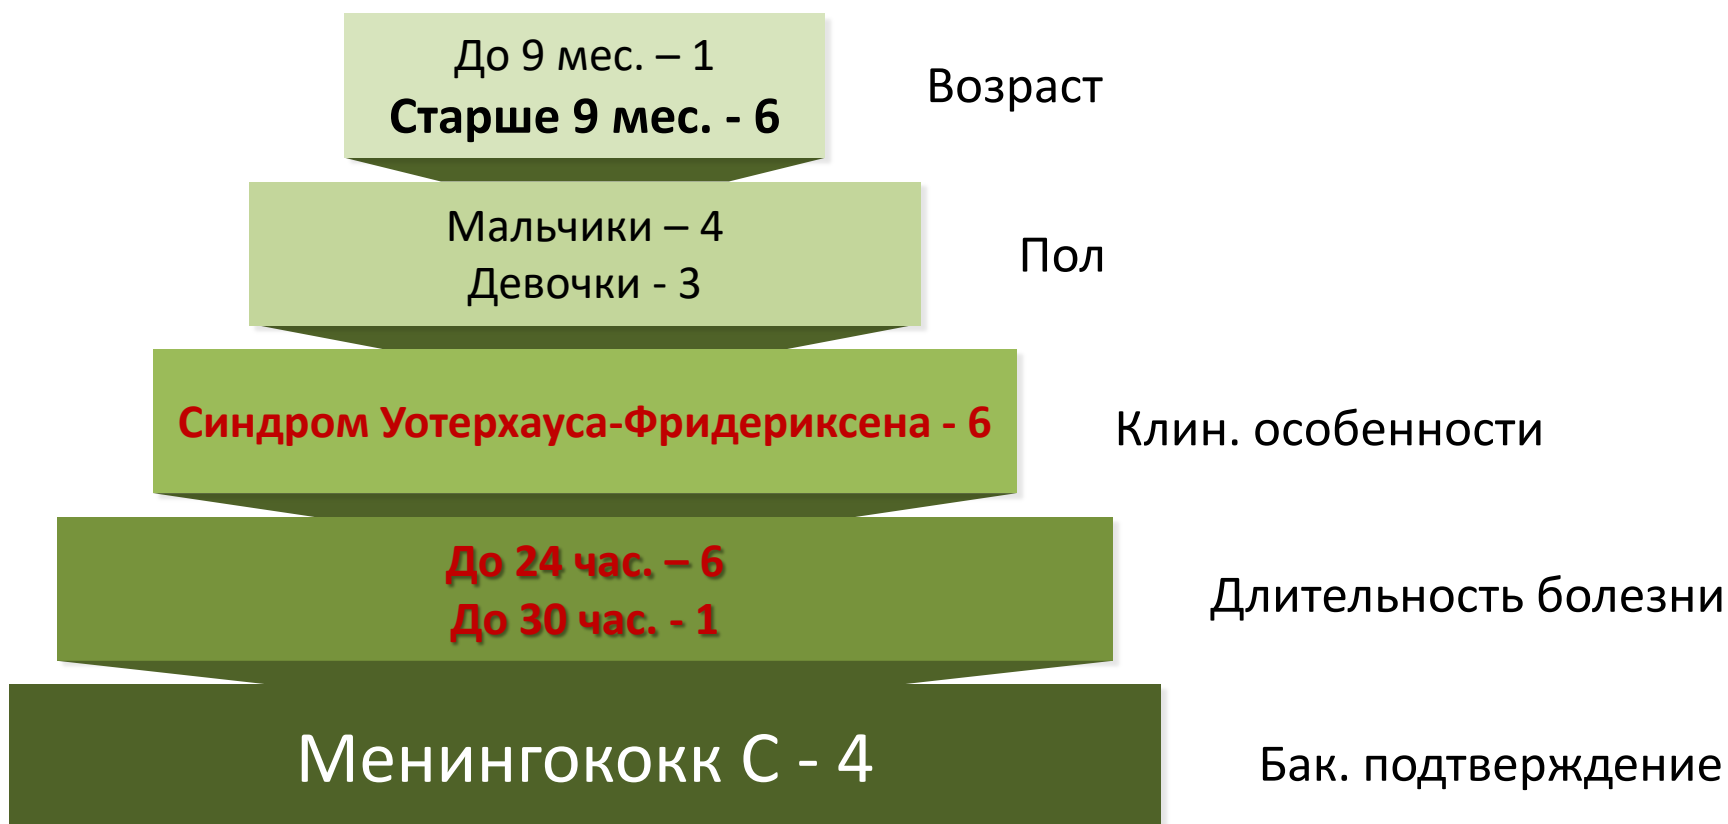 До 9 мес. – 1
Старше 9 мес. - 6
Возраст
Мальчики – 4
Девочки - 3
Пол
Синдром Уотерхауса-Фридериксена - 6
Клин. особенности
До 24 час. – 6
До 30 час. - 1
Длительность болезни
Менингококк С - 4
Бак. подтверждение